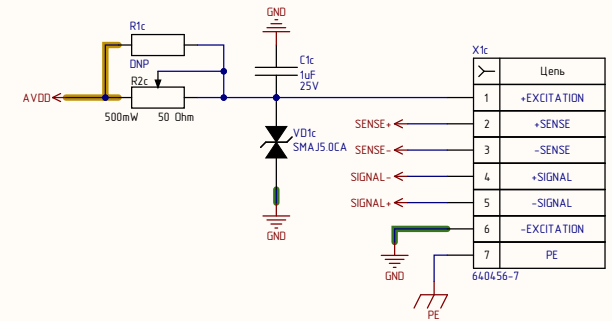 GND
R1c
C1c
X1c
DNP
1uF
Цепь
R2c
25V
AVDD
1
+EXCITATION
500mW
50 Ohm
SENSE+
2
+SENSE
VD1c
SENSE-
3
-SENSE
SMAJ5.0CA
SIGNAL-
4
+SIGNAL
SIGNAL+
5
-SIGNAL
GND
6
-EXCITATION
GND
7
PE
640456-7
PE